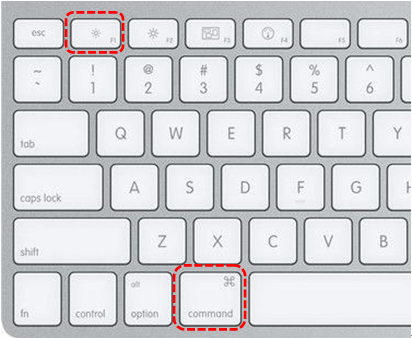 esc F1 F2 F3 F4 F5 F6
~ ! @ # $ % ^
` 1 2 3 4 5 6
tab Q W E R T Y
caps lock A S D F G
shift Z X C V B
alt ⌘
fn control option command